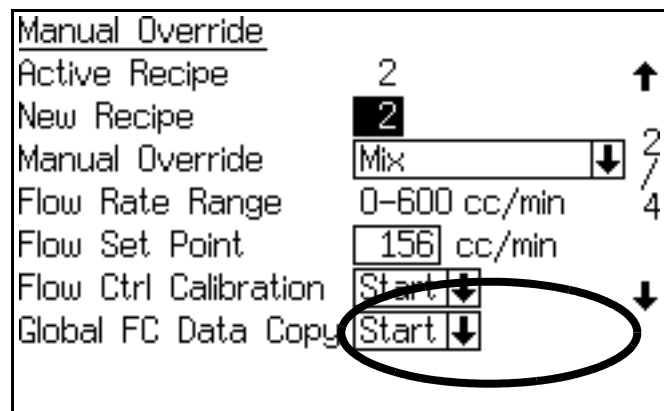 Manual Override
Active Recipe 2
New Recipe 2
Manual Override Mix
Flow Rate Range 0-600 cc/min
Flow Set Point 156 cc/min
Flow Ctrl Calibration Start
Global FC Data Copy Start
2/4